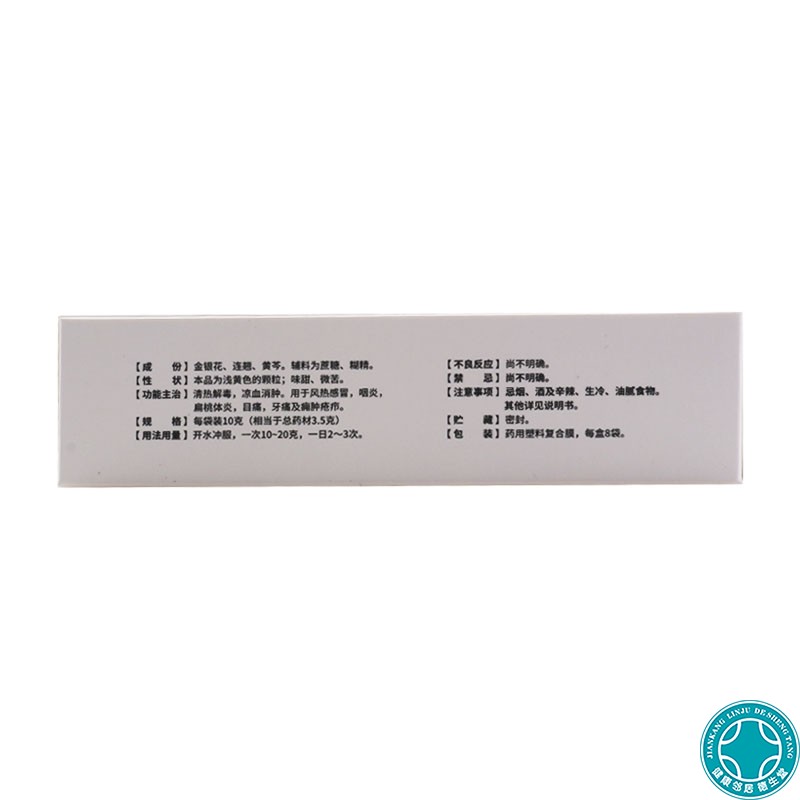 【成 份】金银花、连翘、黄芩。辅料为蔗糖、糊精。
【性 状】本品为浅黄色的颗粒；味甜、微苦。
【功能主治】清热解毒，凉血消肿。用于风热感冒，咽炎，
扁桃体炎，目痛，牙痛及痈肿疮疖。
【规 格】每袋装10克（相当于总药材3.5克）
【用法用量】开水冲服，一次10~20克，一日2～3次。
【不良反应】尚不明确。
【禁 忌】尚不明确。
【注意事项】忌烟、酒及辛辣、生冷、油腻食物。
其他详见说明书。
【贮 藏】密封。
【包 装】药用塑料复合膜，每盒8袋。
JIANKANG LINJU DE SHENG TANG
健康邻居 德生堂